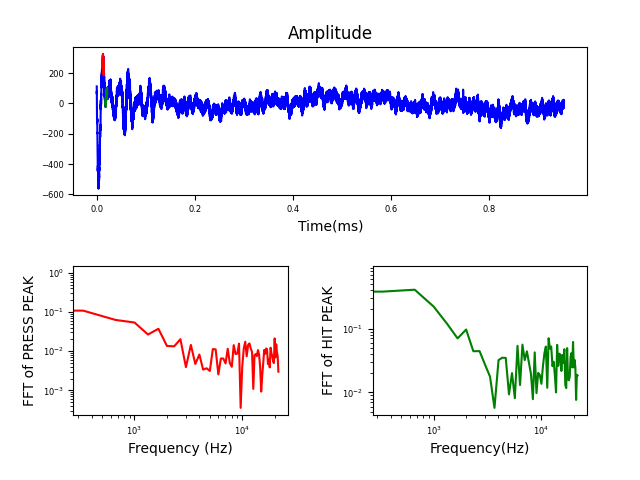 Amplitude
200
0
−200
−400
−600
0.0 0.2 0.4 0.6 0.8
Time(ms)
FFT of PRESS PEAK
10⁰
10⁻¹
10⁻²
10⁻³
10³ 10⁴
Frequency (Hz)
FFT of HIT PEAK
10⁻¹
10⁻²
10³ 10⁴
Frequency(Hz)